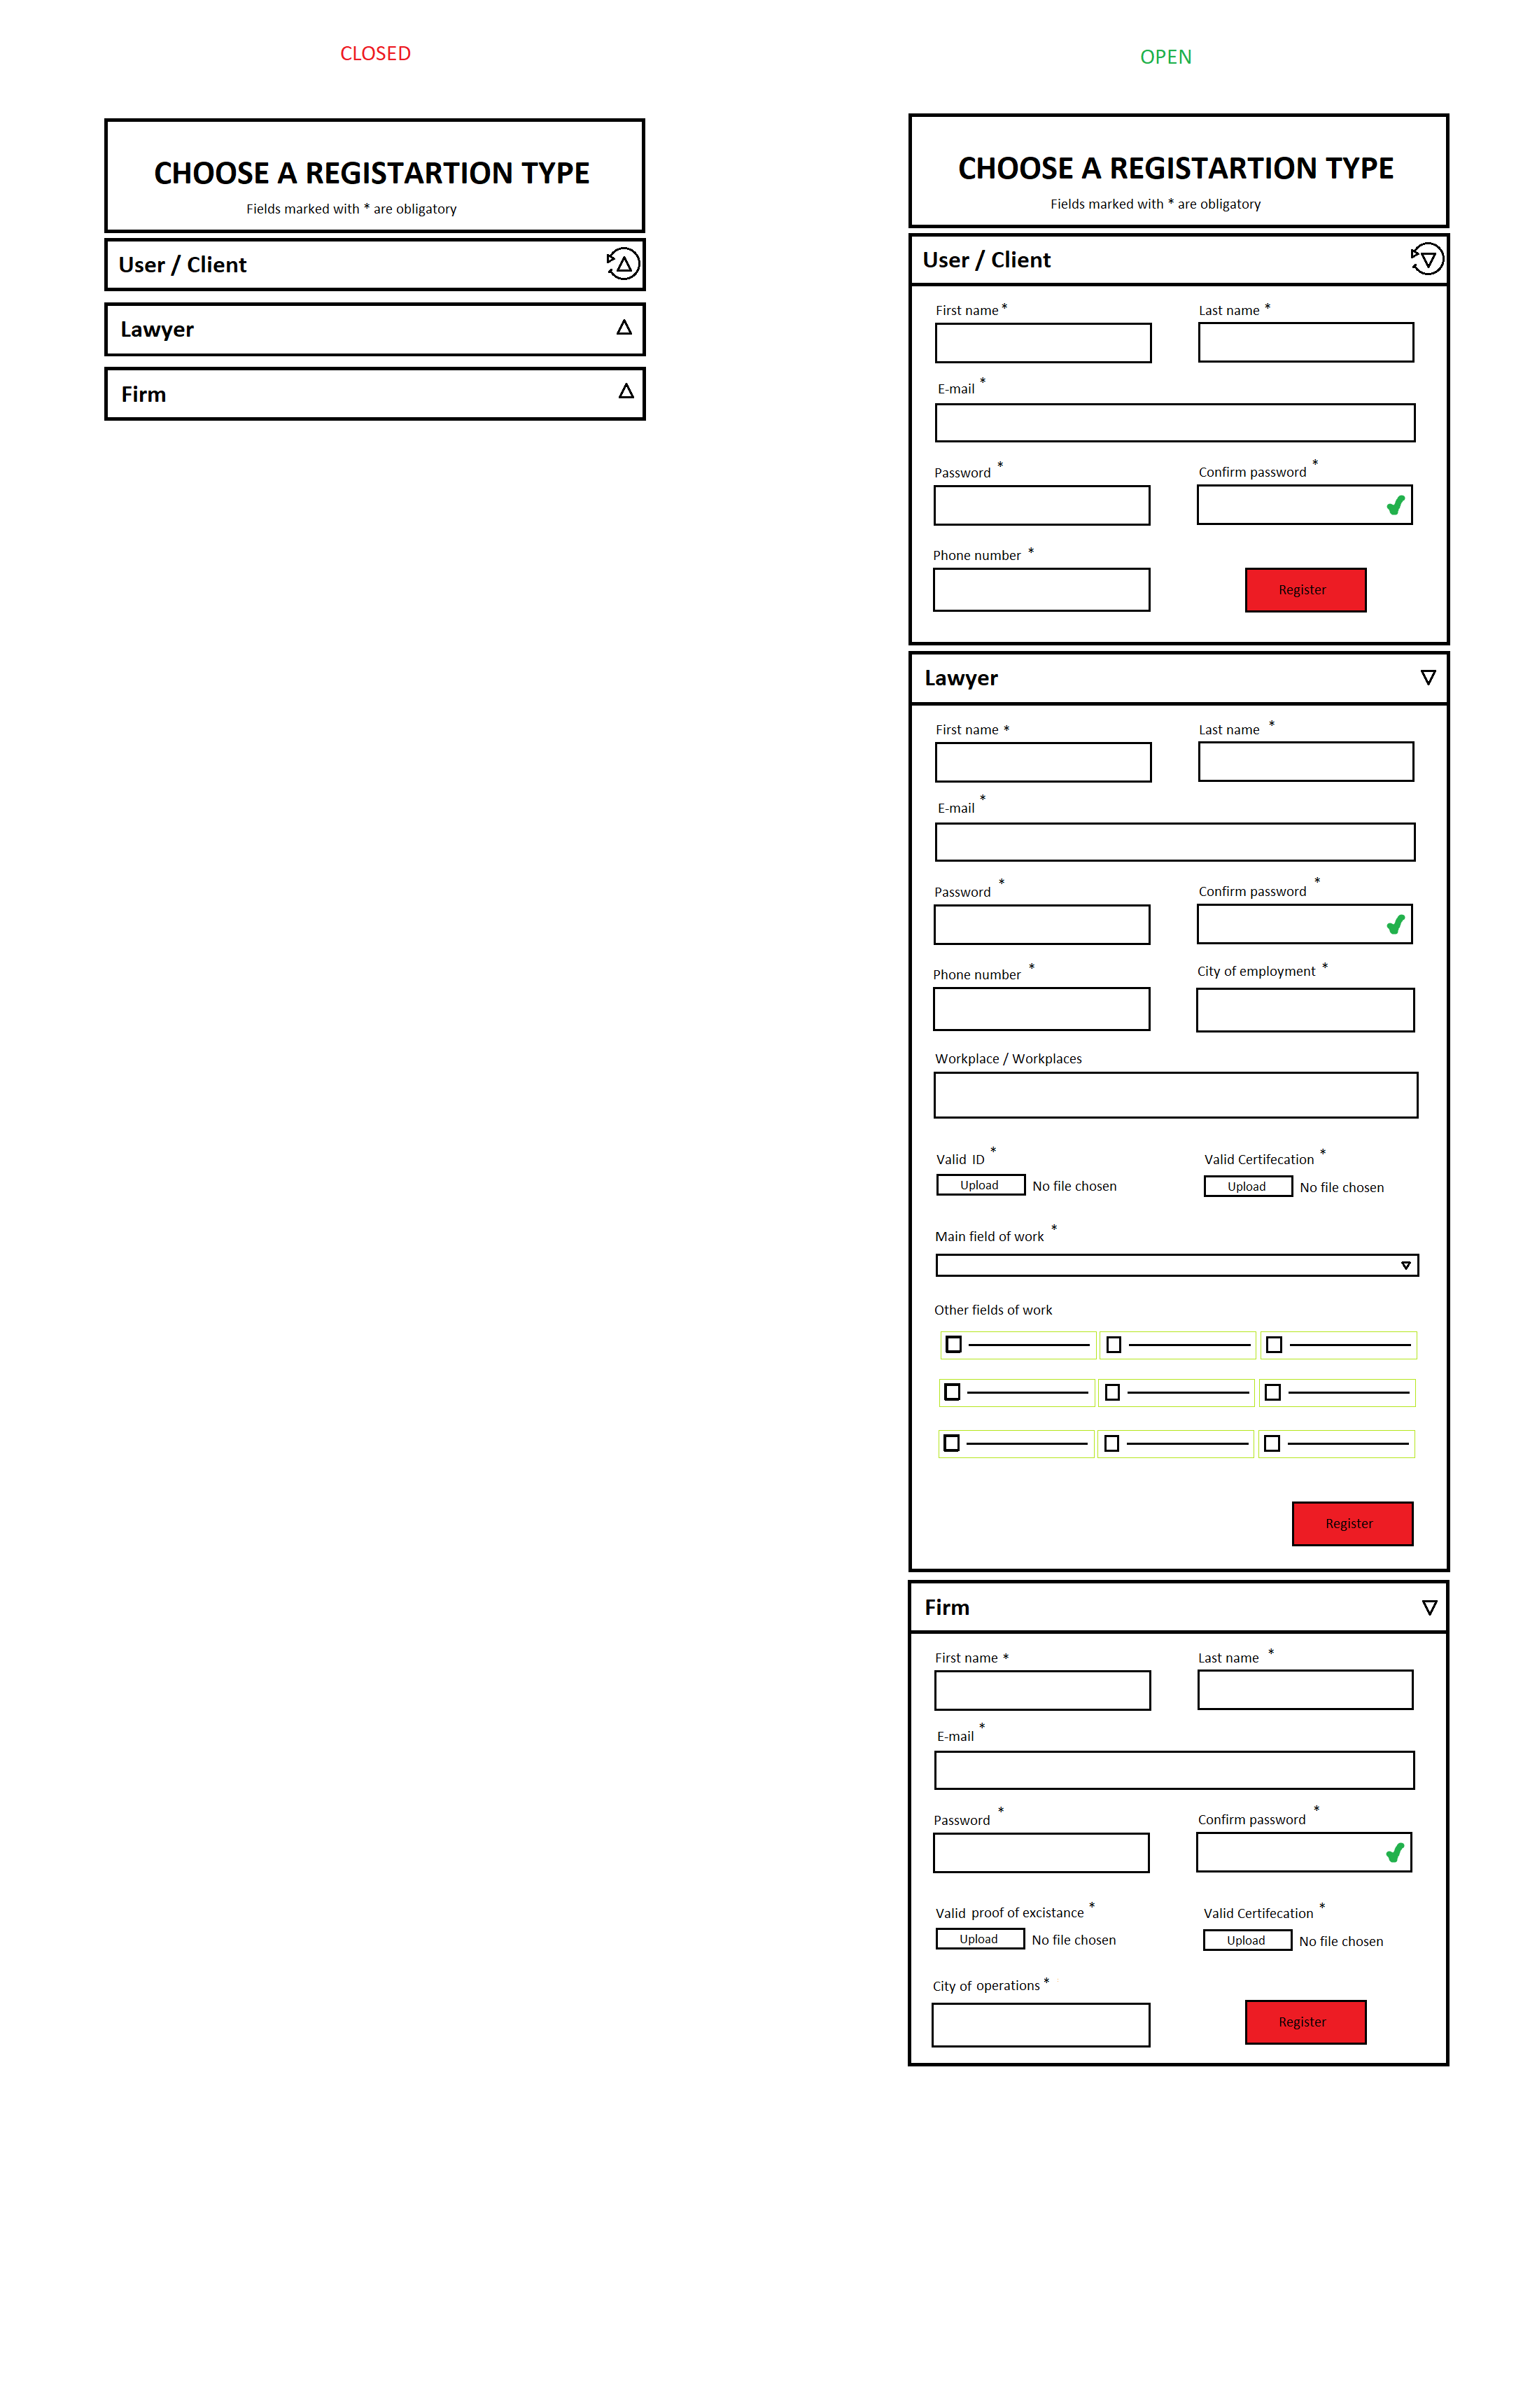 CLOSED
CHOOSE A REGISTARTION TYPE
Fields marked with * are obligatory
User / Client
Lawyer
Firm
OPEN
CHOOSE A REGISTARTION TYPE
Fields marked with * are obligatory
User / Client
First name * Last name *
E-mail *
Password * Confirm password *
Phone number *
Register
Lawyer
First name * Last name *
E-mail *
Password * Confirm password *
Phone number * City of employment *
Workplace / Workplaces
Valid ID * Valid Certifecation *
Upload No file chosen Upload No file chosen
Main field of work *
Other fields of work
Register
Firm
First name * Last name *
E-mail *
Password * Confirm password *
Valid proof of excistance * Valid Certifecation *
Upload No file chosen Upload No file chosen
City of operations *
Register